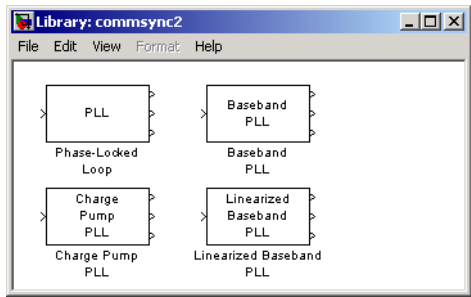 Library: commsync2
File Edit View Format Help
PLL
Phase-Locked
Loop
Baseband
PLL
Baseband
PLL
Charge
Pump
PLL
Charge Pump
PLL
Linearized
Baseband
PLL
Linearized Baseband
PLL